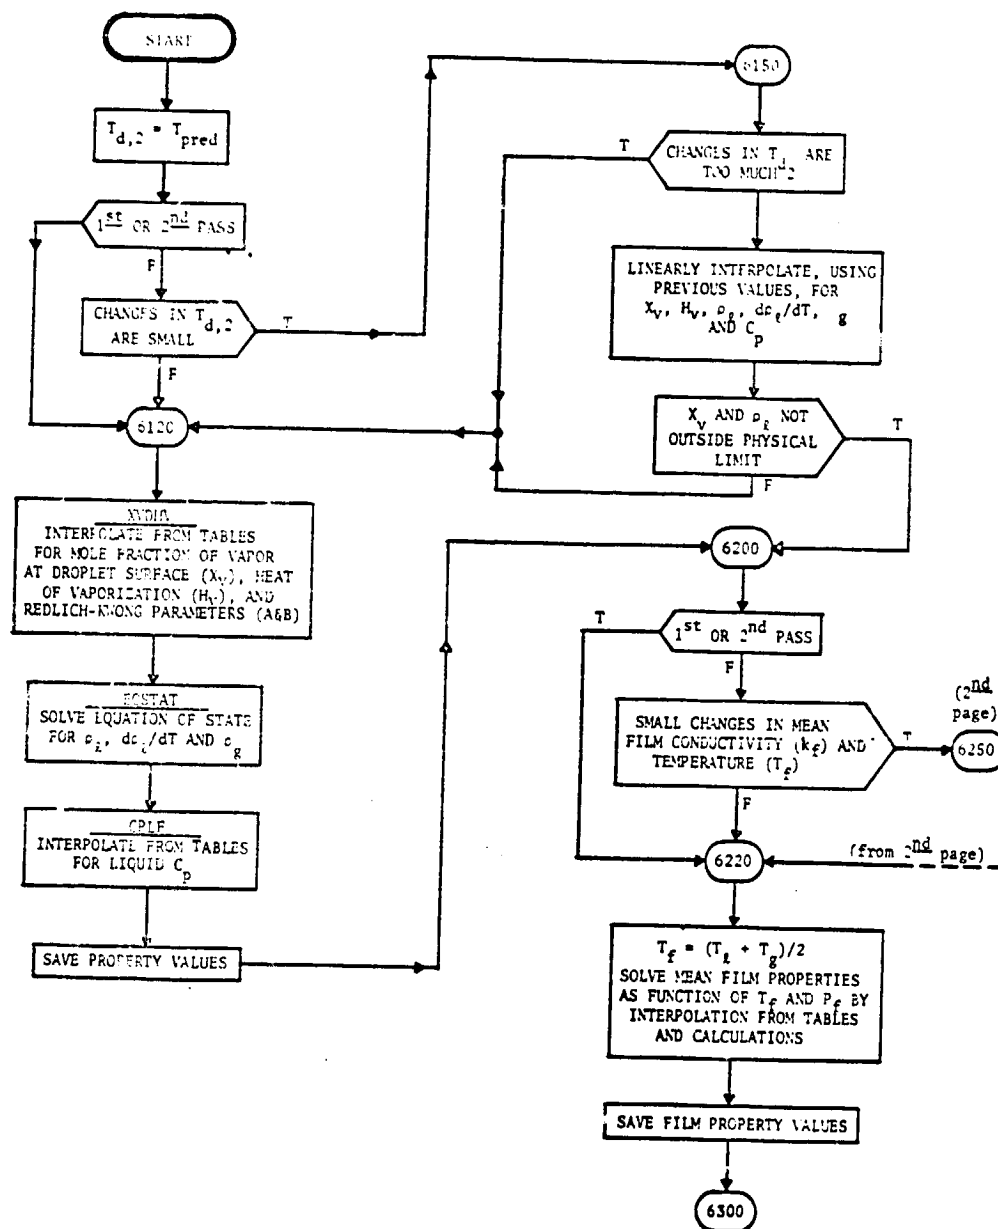 START
T_d,2 = T_pred
1st OR 2nd PASS
F
CHANGES IN T_d,2
ARE SMALL
T
F
6120
INTERPOLATE FROM TABLES
FOR MOLE FRACTION OF VAPOR
AT DROPLET SURFACE (X_V), HEAT
OF VAPORIZATION (H_V), AND
REDLICH-KWONG PARAMETERS (A&B)
EQSTAT
SOLVE EQUATION OF STATE
FOR ρ_ℓ, dρ_ℓ/dT AND ρ_g
CPLF
INTERPOLATE FROM TABLES
FOR LIQUID C_p
SAVE PROPERTY VALUES
6150
T
CHANGES IN T_d,2 ARE
TOO MUCH
LINEARLY INTERPOLATE, USING
PREVIOUS VALUES, FOR
X_V, H_V, ρ_ℓ, dρ_ℓ/dT, g
AND C_p
X_V AND ρ_ℓ NOT
OUTSIDE PHYSICAL
LIMIT
T
F
6200
T
1st OR 2nd PASS
F
SMALL CHANGES IN MEAN
FILM CONDUCTIVITY (k_f) AND
TEMPERATURE (T_f)
T
(2nd
page)
6250
F
6220
(from 2nd page)
T_f = (T_ℓ + T_g)/2
SOLVE MEAN FILM PROPERTIES
AS FUNCTION OF T_f AND P_f BY
INTERPOLATION FROM TABLES
AND CALCULATIONS
SAVE FILM PROPERTY VALUES
6300